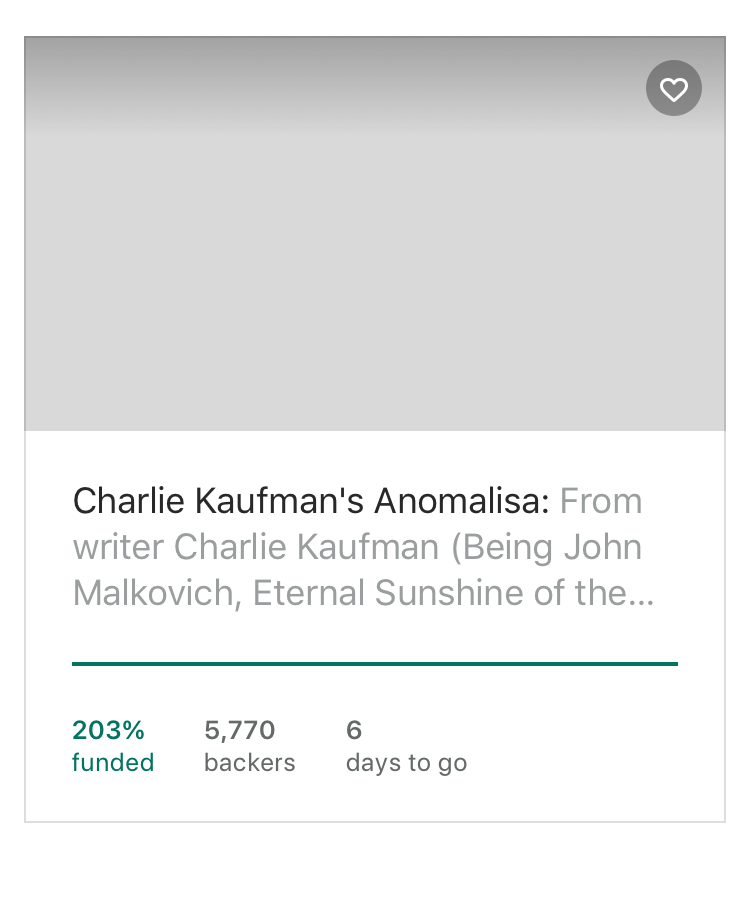 Charlie Kaufman's Anomalisa: From
writer Charlie Kaufman (Being John
Malkovich, Eternal Sunshine of the...
203% 5,770 6
funded backers days to go